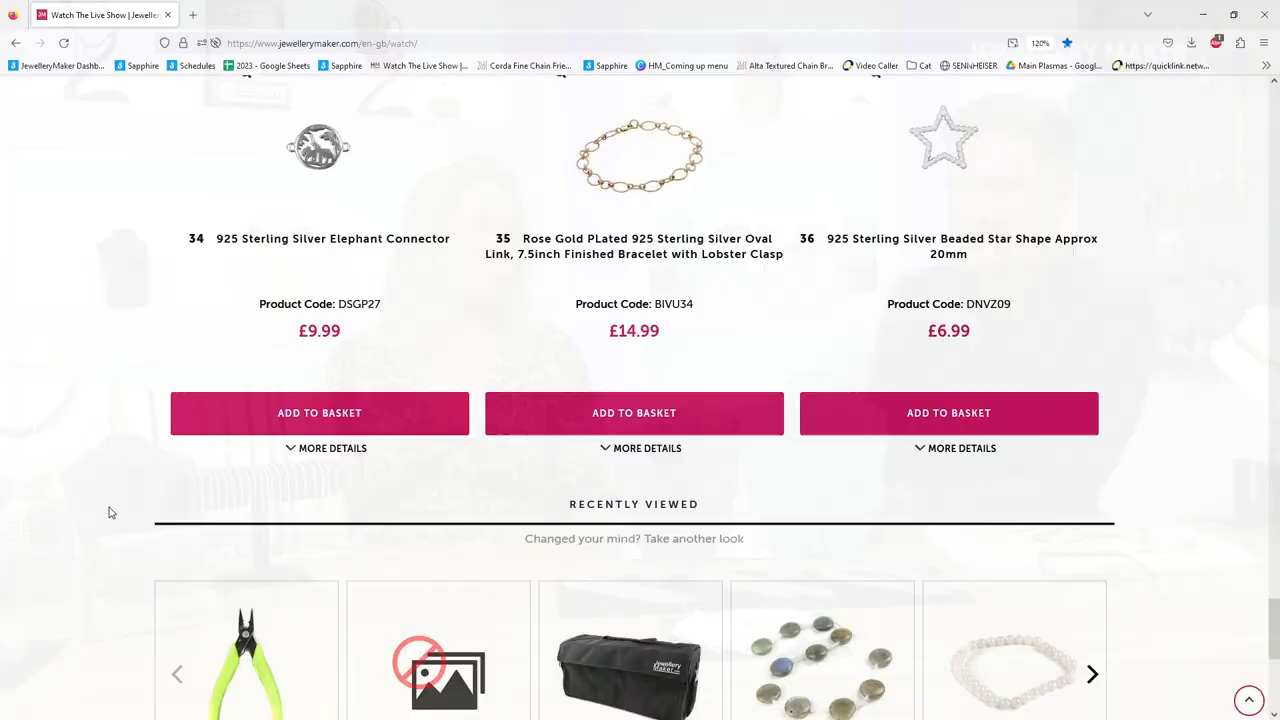 Watch The Live Show | Jeweller
https://www.jewellerymaker.com/en_gb/watch/
120%
JewelleryMaker Dashb... Sapphire Schedules 2023 - Google Sheets Sapphire Watch The Live Show |... Corda Fine Chain Frie... Sapphire HM_Coming up menu Alta Textured Chain Br... Video Caller Cat SENNHEISER Main Plasmas - Googl... https://quicklink.netw...
34 925 Sterling Silver Elephant Connector
35 Rose Gold PLated 925 Sterling Silver Oval
Link, 7.5inch Finished Bracelet with Lobster Clasp
36 925 Sterling Silver Beaded Star Shape Approx
20mm
Product Code: DSGP27
Product Code: BIVU34
Product Code: DNVZ09
£9.99
£14.99
£6.99
ADD TO BASKET
ADD TO BASKET
ADD TO BASKET
MORE DETAILS
MORE DETAILS
MORE DETAILS
RECENTLY VIEWED
Changed your mind? Take another look
Jewellery
Maker